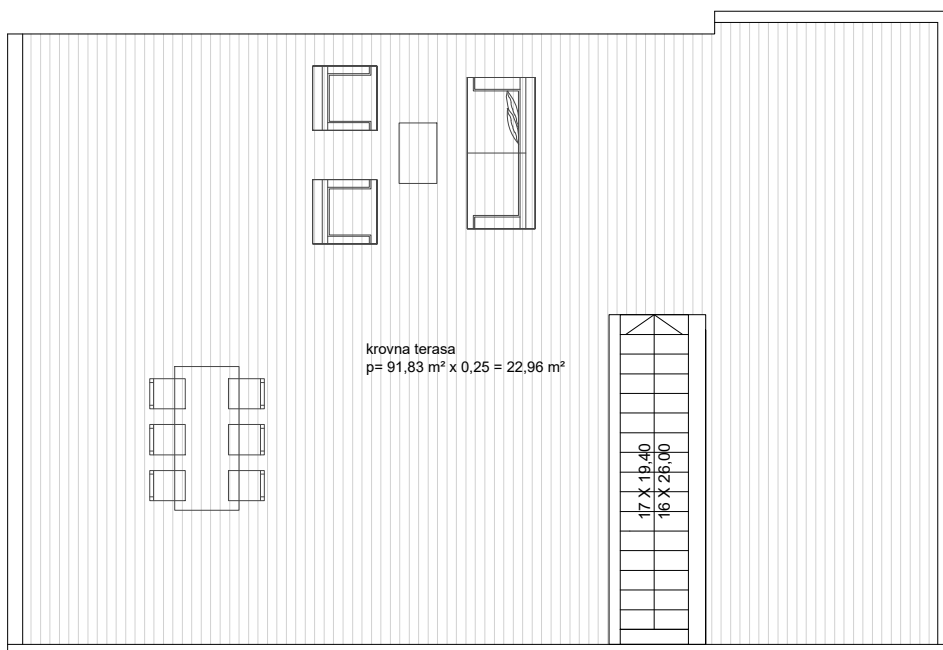 krovna terasa
p= 91,83 m² x 0,25 = 22,96 m²
17 X 19,40
16 X 26,00